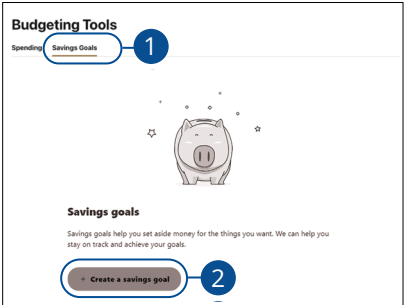 Budgeting Tools
Spending Savings Goals 1
Savings goals
Savings goals help you set aside money for the things you want. We can help you
stay on track and achieve your goals.
+ Create a savings goal 2